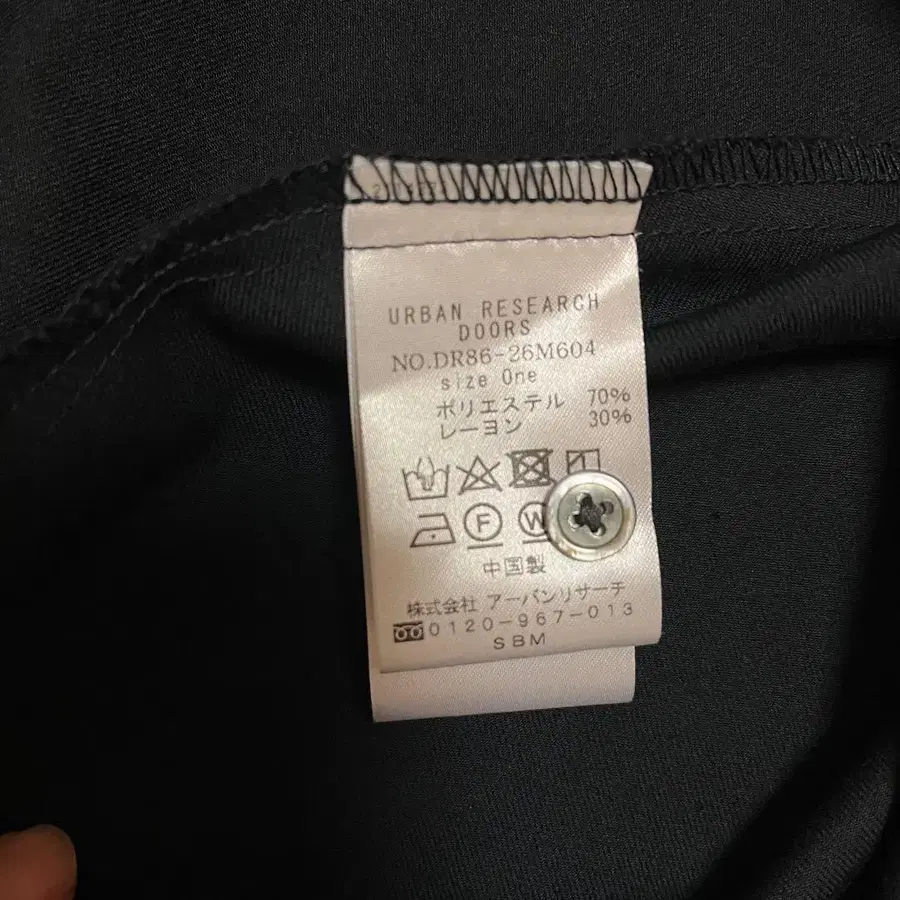 URBAN RESEARCH
DOORS
NO.DR86-26M604
size One
ポリエステル 70%
レーヨン 30%
F W
中国製
株式会社 アーバンリサーチ
0120-967-013
SBM